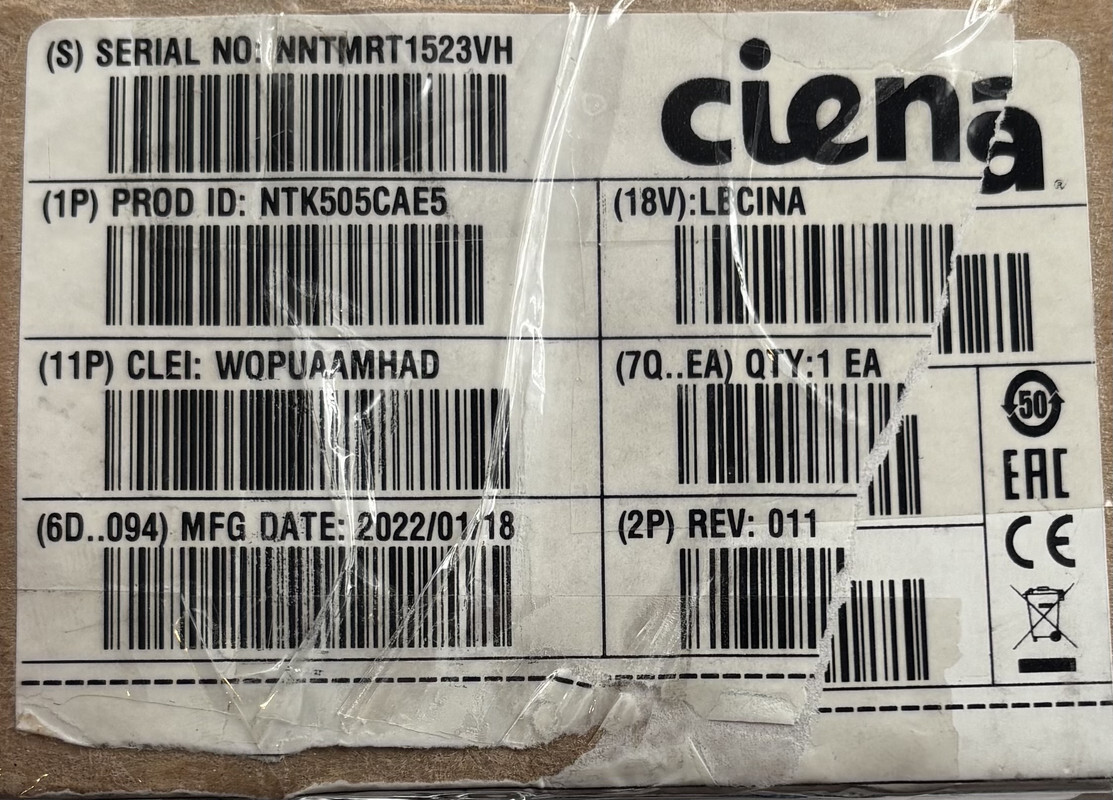 (S) SERIAL NO: NNTMRT1523VH
ciena ®
(1P) PROD ID: NTK505CAE5
(18V):LBCINA
(11P) CLEI: WOPUAAMHAD
(7Q..EA) QTY:1 EA
50
EAC
(6D..094) MFG DATE: 2022/01/18
(2P) REV: 011
CE